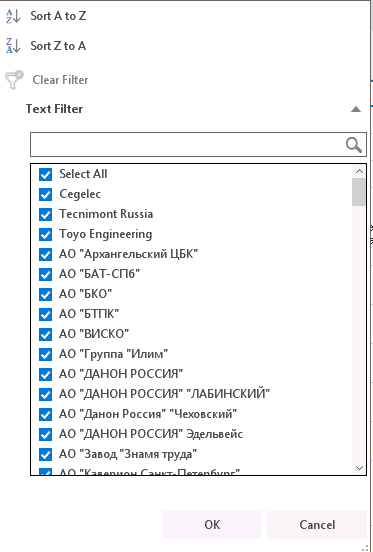 Sort A to Z
Sort Z to A
Clear Filter
Text Filter
Select All
Cegelec
Tecnimont Russia
Toyo Engineering
АО "Архангельский ЦБК"
АО "БАТ-СПб"
АО "БКО"
АО "БТПК"
АО "ВИСКО"
АО "Группа "Илим"
АО "ДАНОН РОССИЯ"
АО "ДАНОН РОССИЯ" "ЛАБИНСКИЙ"
АО "Данон Россия" "Чеховский"
АО "ДАНОН РОССИЯ" Эдельвейс
АО "Завод "Знамя труда"
АО "Каверион Санкт-Петербург"
OK
Cancel